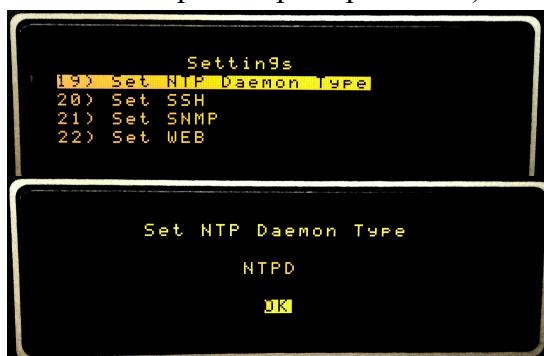 Settings
19) Set NTP Daemon Type
20) Set SSH
21) Set SNMP
22) Set WEB
Set NTP Daemon Type
NTPD
OK